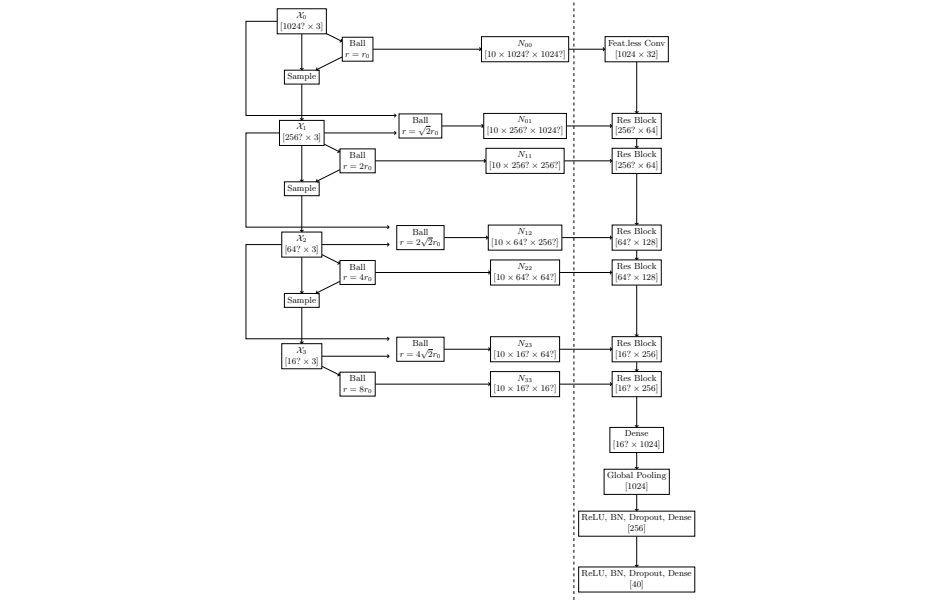 𝒳₀
[1024? × 3]
Ball
r = r₀
N₀₀
[10 × 1024? × 1024?]
Feat.less Conv
[1024 × 32]
Sample
𝒳₁
[256? × 3]
Ball
r = √2r₀
N₀₁
[10 × 256? × 1024?]
Res Block
[256? × 64]
Ball
r = 2r₀
N₁₁
[10 × 256? × 256?]
Res Block
[256? × 64]
Sample
𝒳₂
[64? × 3]
Ball
r = 2√2r₀
N₁₂
[10 × 64? × 256?]
Res Block
[64? × 128]
Ball
r = 4r₀
N₂₂
[10 × 64? × 64?]
Res Block
[64? × 128]
Sample
𝒳₃
[16? × 3]
Ball
r = 4√2r₀
N₂₃
[10 × 16? × 64?]
Res Block
[16? × 256]
Ball
r = 8r₀
N₃₃
[10 × 16? × 16?]
Res Block
[16? × 256]
Dense
[16? × 1024]
Global Pooling
[1024]
ReLU, BN, Dropout, Dense
[256]
ReLU, BN, Dropout, Dense
[40]